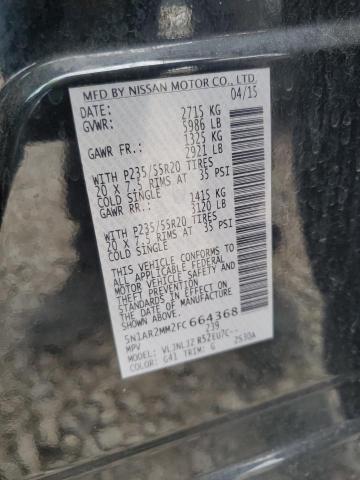 MFD BY NISSAN MOTOR CO., LTD.
DATE: 04/15
GVWR: 2715 KG
5986 LB
GAWR FR.: 1325 KG
2921 LB
WITH P235/55R20 TIRES
20 X 7.5 RIMS AT 35 PSI
COLD SINGLE
GAWR RR.: 1415 KG
3120 LB
WITH P235/55R20 TIRES
20 X 7.5 RIMS AT 35 PSI
COLD SINGLE
THIS VEHICLE CONFORMS TO
ALL APPLICABLE FEDERAL
MOTOR VEHICLE SAFETY AND
THEFT PREVENTION
STANDARDS IN EFFECT ON
THE DATE OF MANUFACTURE
SHOWN ABOVE.
5N1AR2MM2FC664368
MPV 239
MODEL: R52EU7C--
COLOR: G41 TRIM: G 2S30A